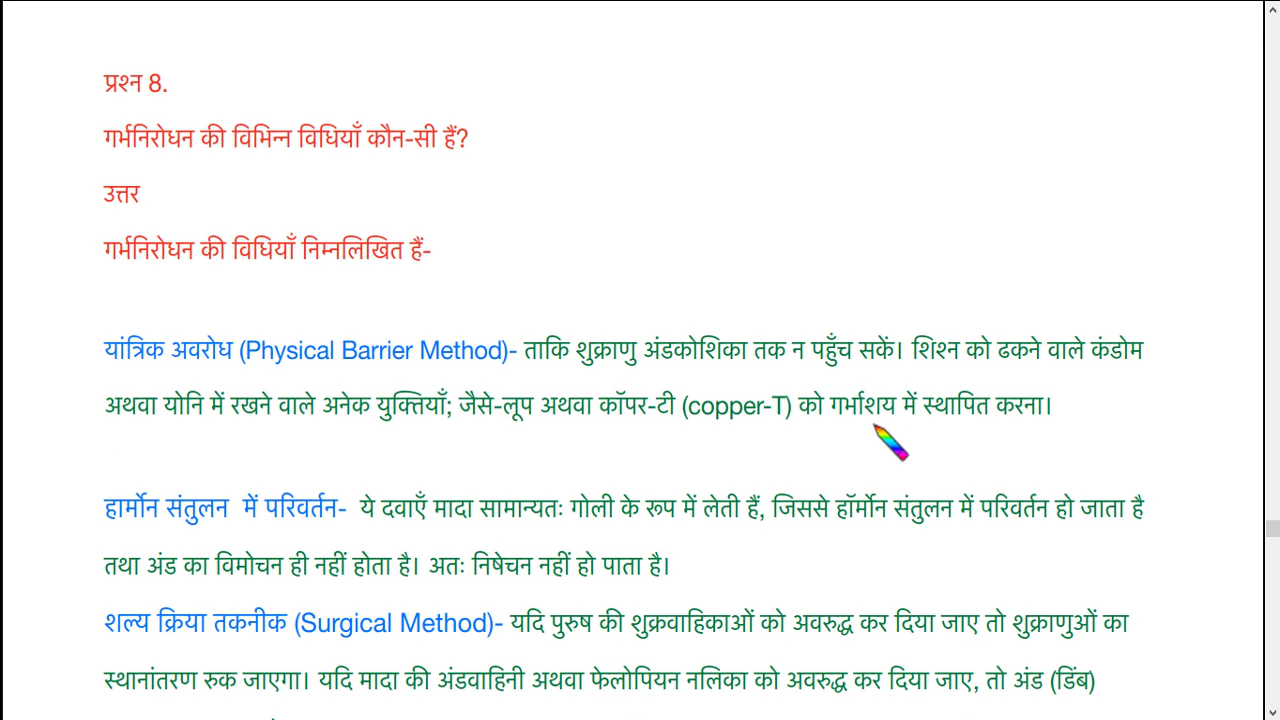 प्रश्न 8.
गर्भनिरोधन की विभिन्न विधियाँ कौन-सी हैं?
उत्तर
गर्भनिरोधन की विधियाँ निम्नलिखित हैं-
यांत्रिक अवरोध (Physical Barrier Method)- ताकि शुक्राणु अंडकोशिका तक न पहुँच सकें। शिश्न को ढकने वाले कंडोम
अथवा योनि में रखने वाले अनेक युक्तियाँ; जैसे-लूप अथवा कॉपर-टी (copper-T) को गर्भाशय में स्थापित करना।
हार्मोन संतुलन में परिवर्तन- ये दवाएँ मादा सामान्यतः गोली के रूप में लेती हैं, जिससे हॉर्मोन संतुलन में परिवर्तन हो जाता है
तथा अंड का विमोचन ही नहीं होता है। अतः निषेचन नहीं हो पाता है।
शल्य क्रिया तकनीक (Surgical Method)- यदि पुरुष की शुक्रवाहिकाओं को अवरुद्ध कर दिया जाए तो शुक्राणुओं का
स्थानांतरण रुक जाएगा। यदि मादा की अंडवाहिनी अथवा फेलोपियन नलिका को अवरुद्ध कर दिया जाए, तो अंड (डिंब)